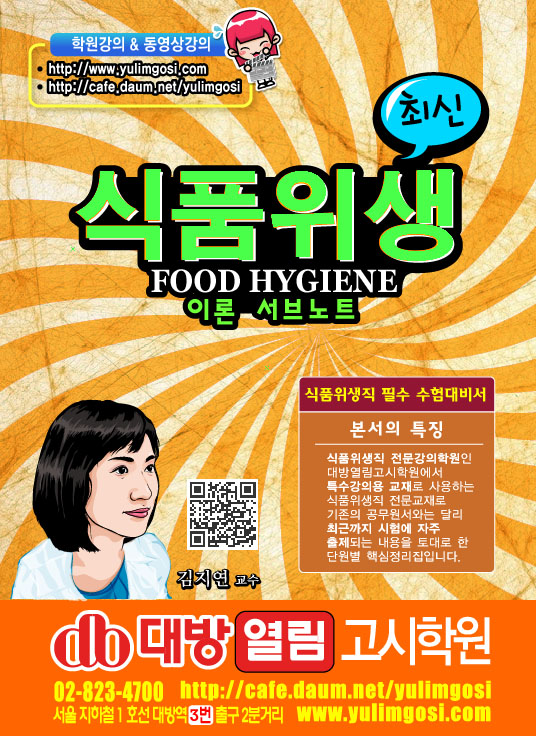 학원강의 & 동영상강의
• http://www.yulimgosi.com
• http://cafe.daum.net/yulimgosi
최신
식품위생
FOOD HYGIENE
이론 서브노트
식품위생직 필수 수험대비서
본서의 특징
식품위생직 전문강의학원인
대방열림고시학원에서
특수강의용 교재로 사용하는
식품위생직 전문교재로
기존의 공무원서와는 달리
최근까지 시험에 자주
출제되는 내용을 토대로 한
단원별 핵심정리집입니다.
김지연 교수
db 대방 열림 고시학원
02-823-4700 http://cafe.daum.net/yulimgosi
서울 지하철 1 호선 대방역 3번 출구 2분거리 www.yulimgosi.com